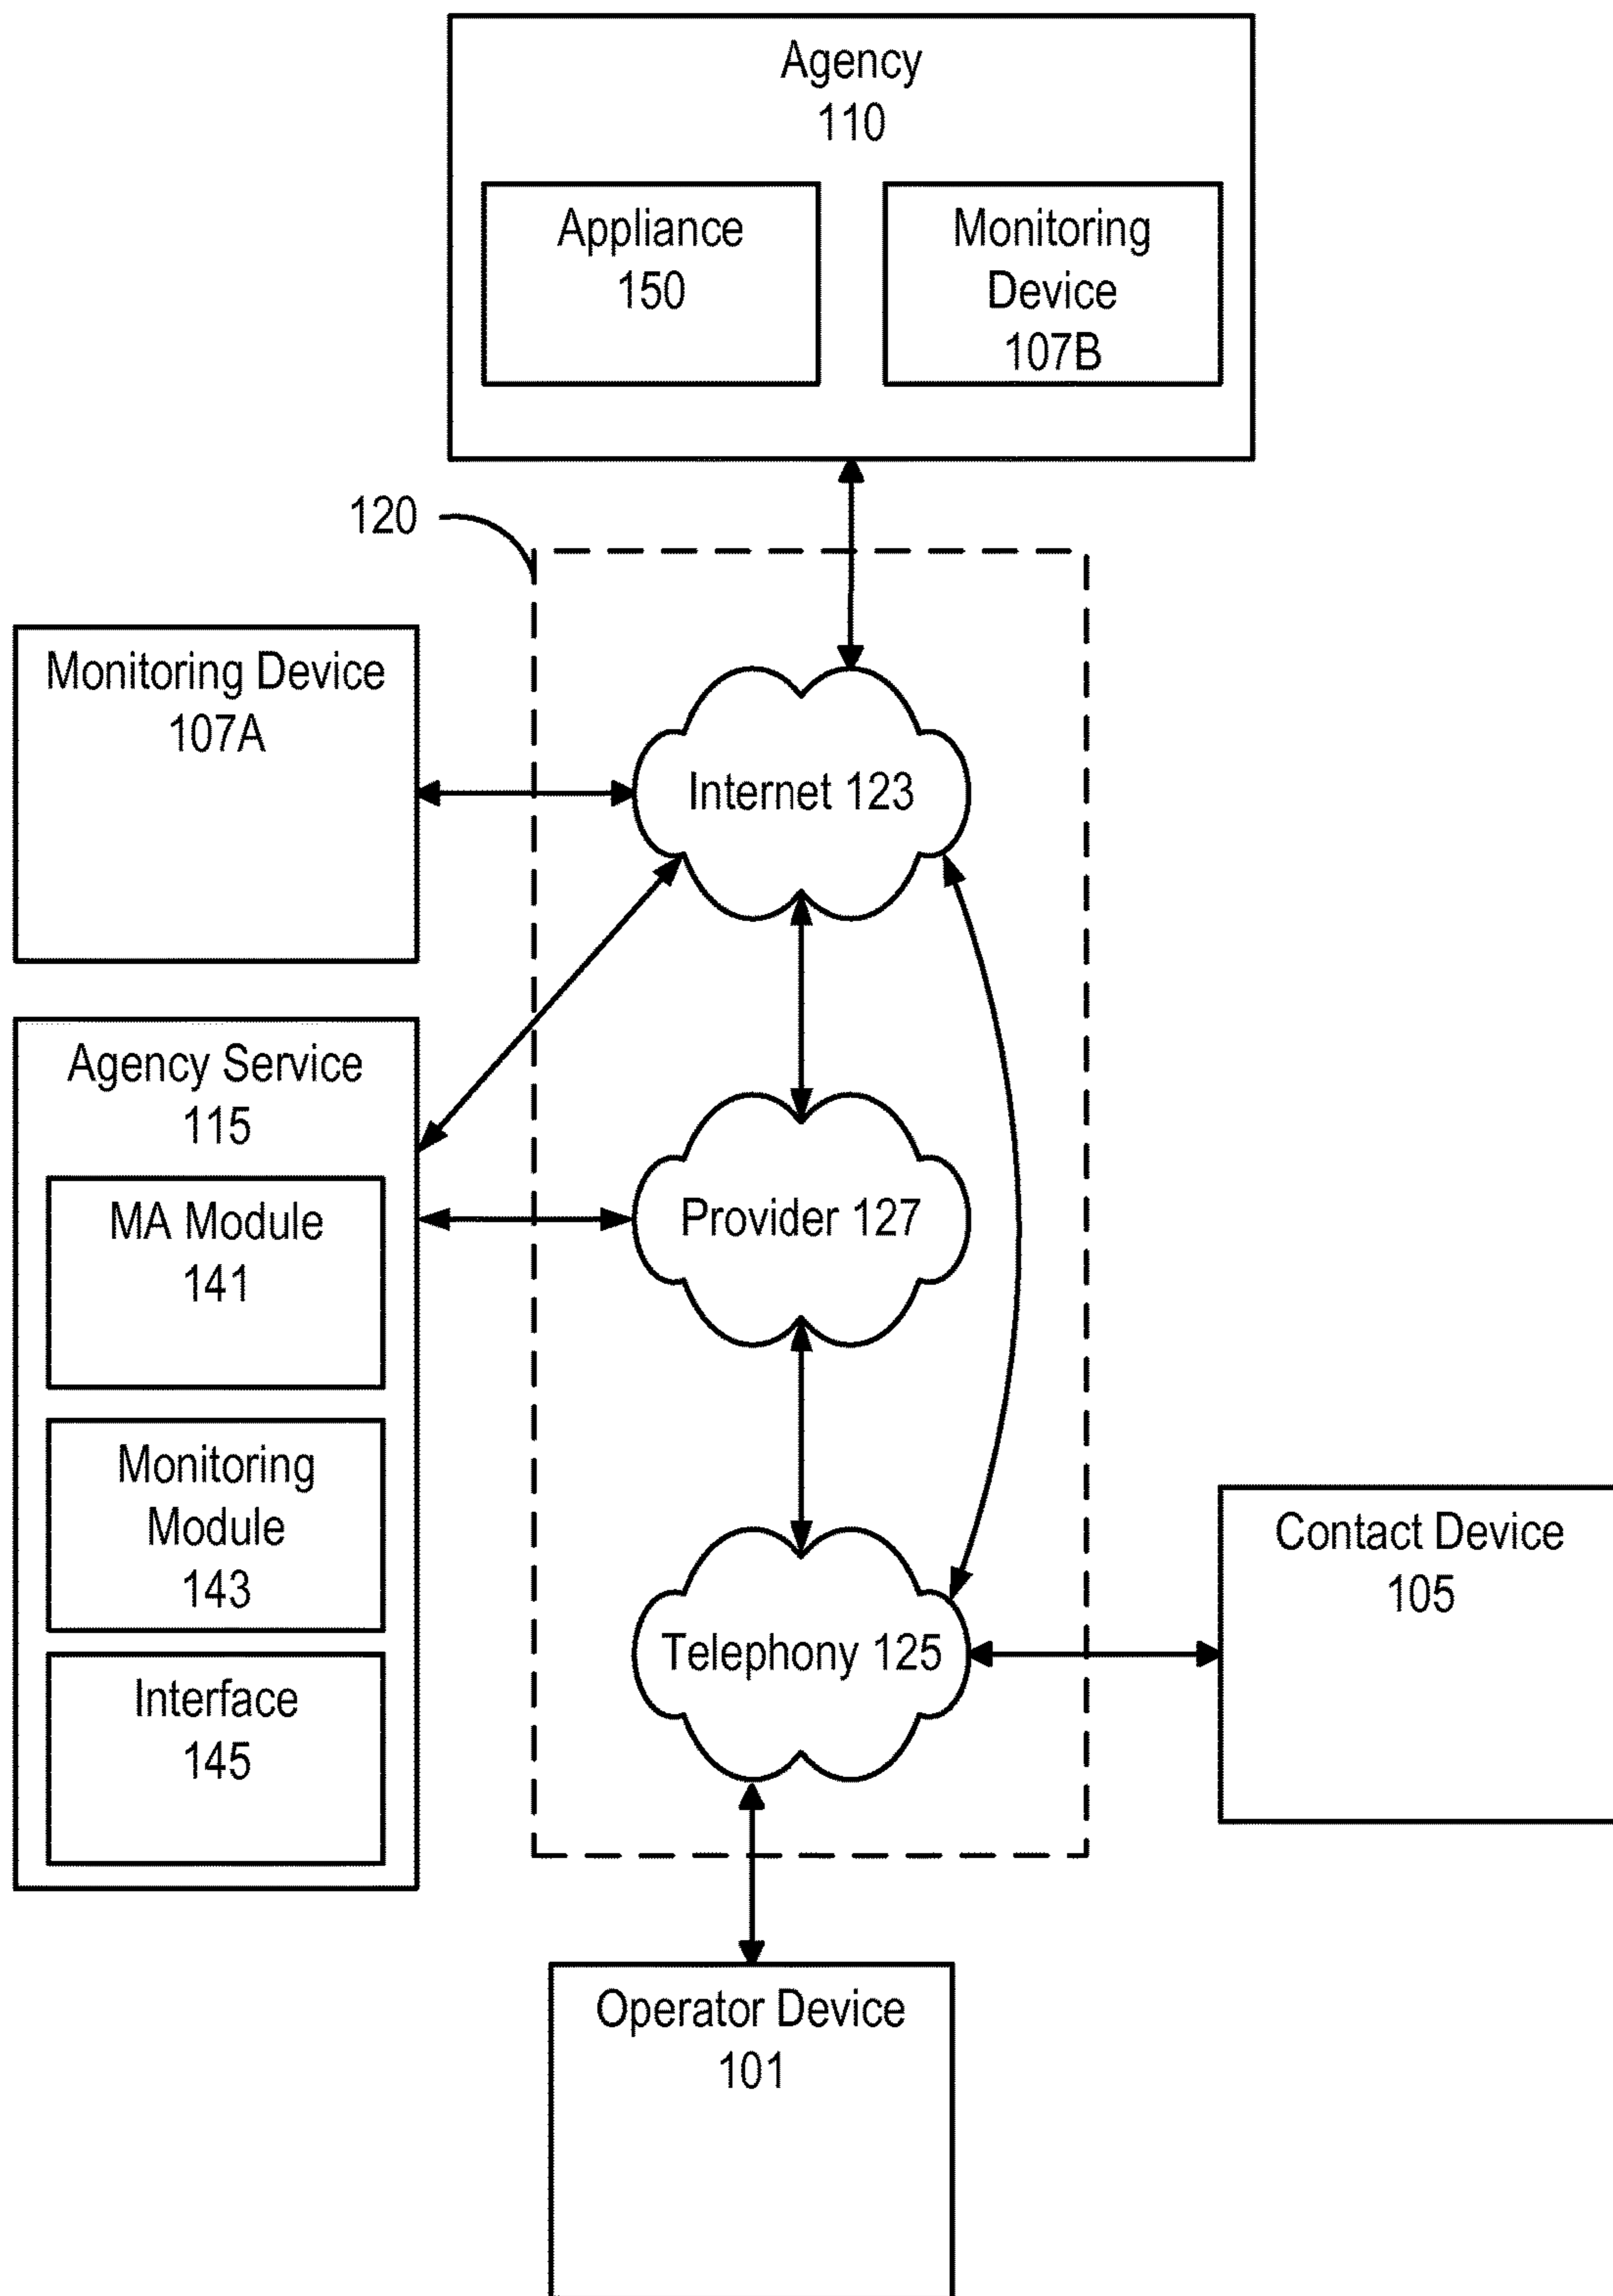 Agency
110
Appliance
150
Monitoring
Device
107B
120
Monitoring Device
107A
Internet 123
Agency Service
115
MA Module
141
Provider 127
Monitoring
Module
143
Contact Device
105
Telephony 125
Interface
145
Operator Device
101